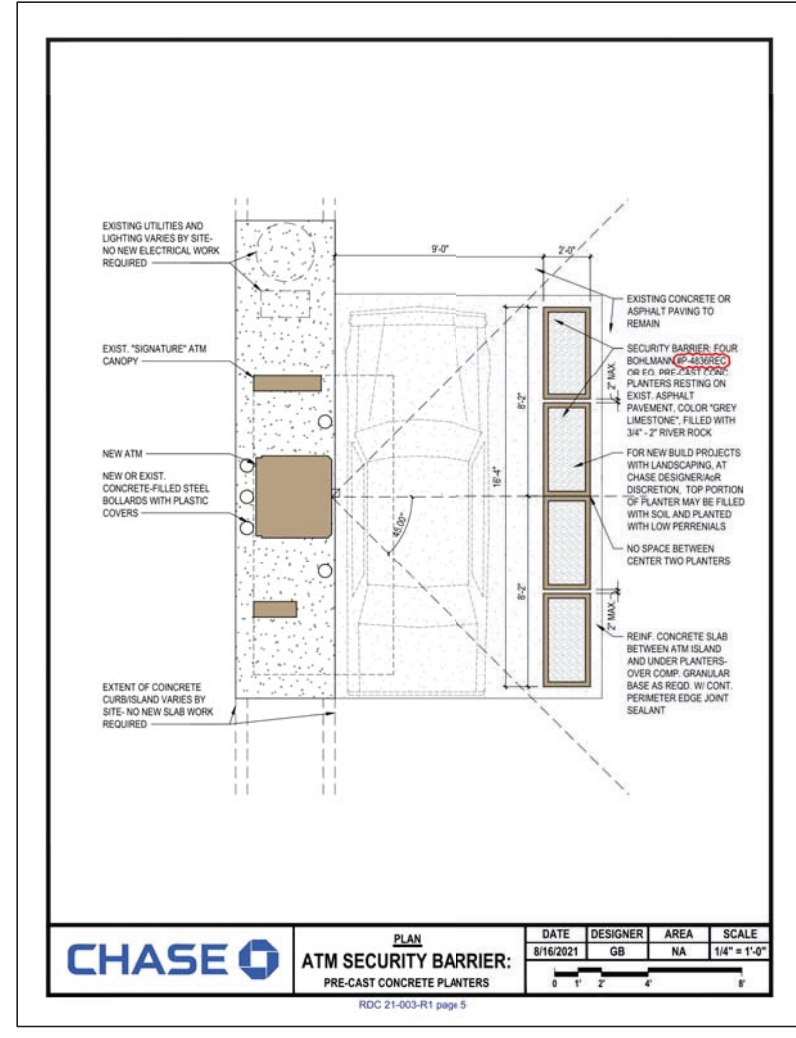 EXISTING UTILITIES AND
LIGHTING VARIES BY SITE-
NO NEW ELECTRICAL WORK
REQUIRED
EXIST. "SIGNATURE" ATM
CANOPY
NEW ATM
NEW OR EXIST.
CONCRETE-FILLED STEEL
BOLLARDS WITH PLASTIC
COVERS
EXTENT OF COINCRETE
CURB/ISLAND VARIES BY
SITE- NO NEW SLAB WORK
REQUIRED
9'-0"
2'-0"
8'-2"
16'-4"
8'-2"
45.00°
2" MAX.
2" MAX.
EXISTING CONCRETE OR
ASPHALT PAVING TO
REMAIN
SECURITY BARRIER: FOUR
BOHLMANN #P-4836REC
OR EQ. PRE-CAST CONC
PLANTERS RESTING ON
EXIST. ASPHALT
PAVEMENT, COLOR "GREY
LIMESTONE", FILLED WITH
3/4" - 2" RIVER ROCK
FOR NEW BUILD PROJECTS
WITH LANDSCAPING, AT
CHASE DESIGNER/AoR
DISCRETION, TOP PORTION
OF PLANTER MAY BE FILLED
WITH SOIL AND PLANTED
WITH LOW PERRENIALS
NO SPACE BETWEEN
CENTER TWO PLANTERS
REINF. CONCRETE SLAB
BETWEEN ATM ISLAND
AND UNDER PLANTERS-
OVER COMP. GRANULAR
BASE AS REQD. W/ CONT.
PERIMETER EDGE JOINT
SEALANT
CHASE
PLAN
ATM SECURITY BARRIER:
PRE-CAST CONCRETE PLANTERS
DATE DESIGNER AREA SCALE
8/16/2021 GB NA 1/4" = 1'-0"
0 1' 2' 4' 8'
RDC 21-003-R1 page 5